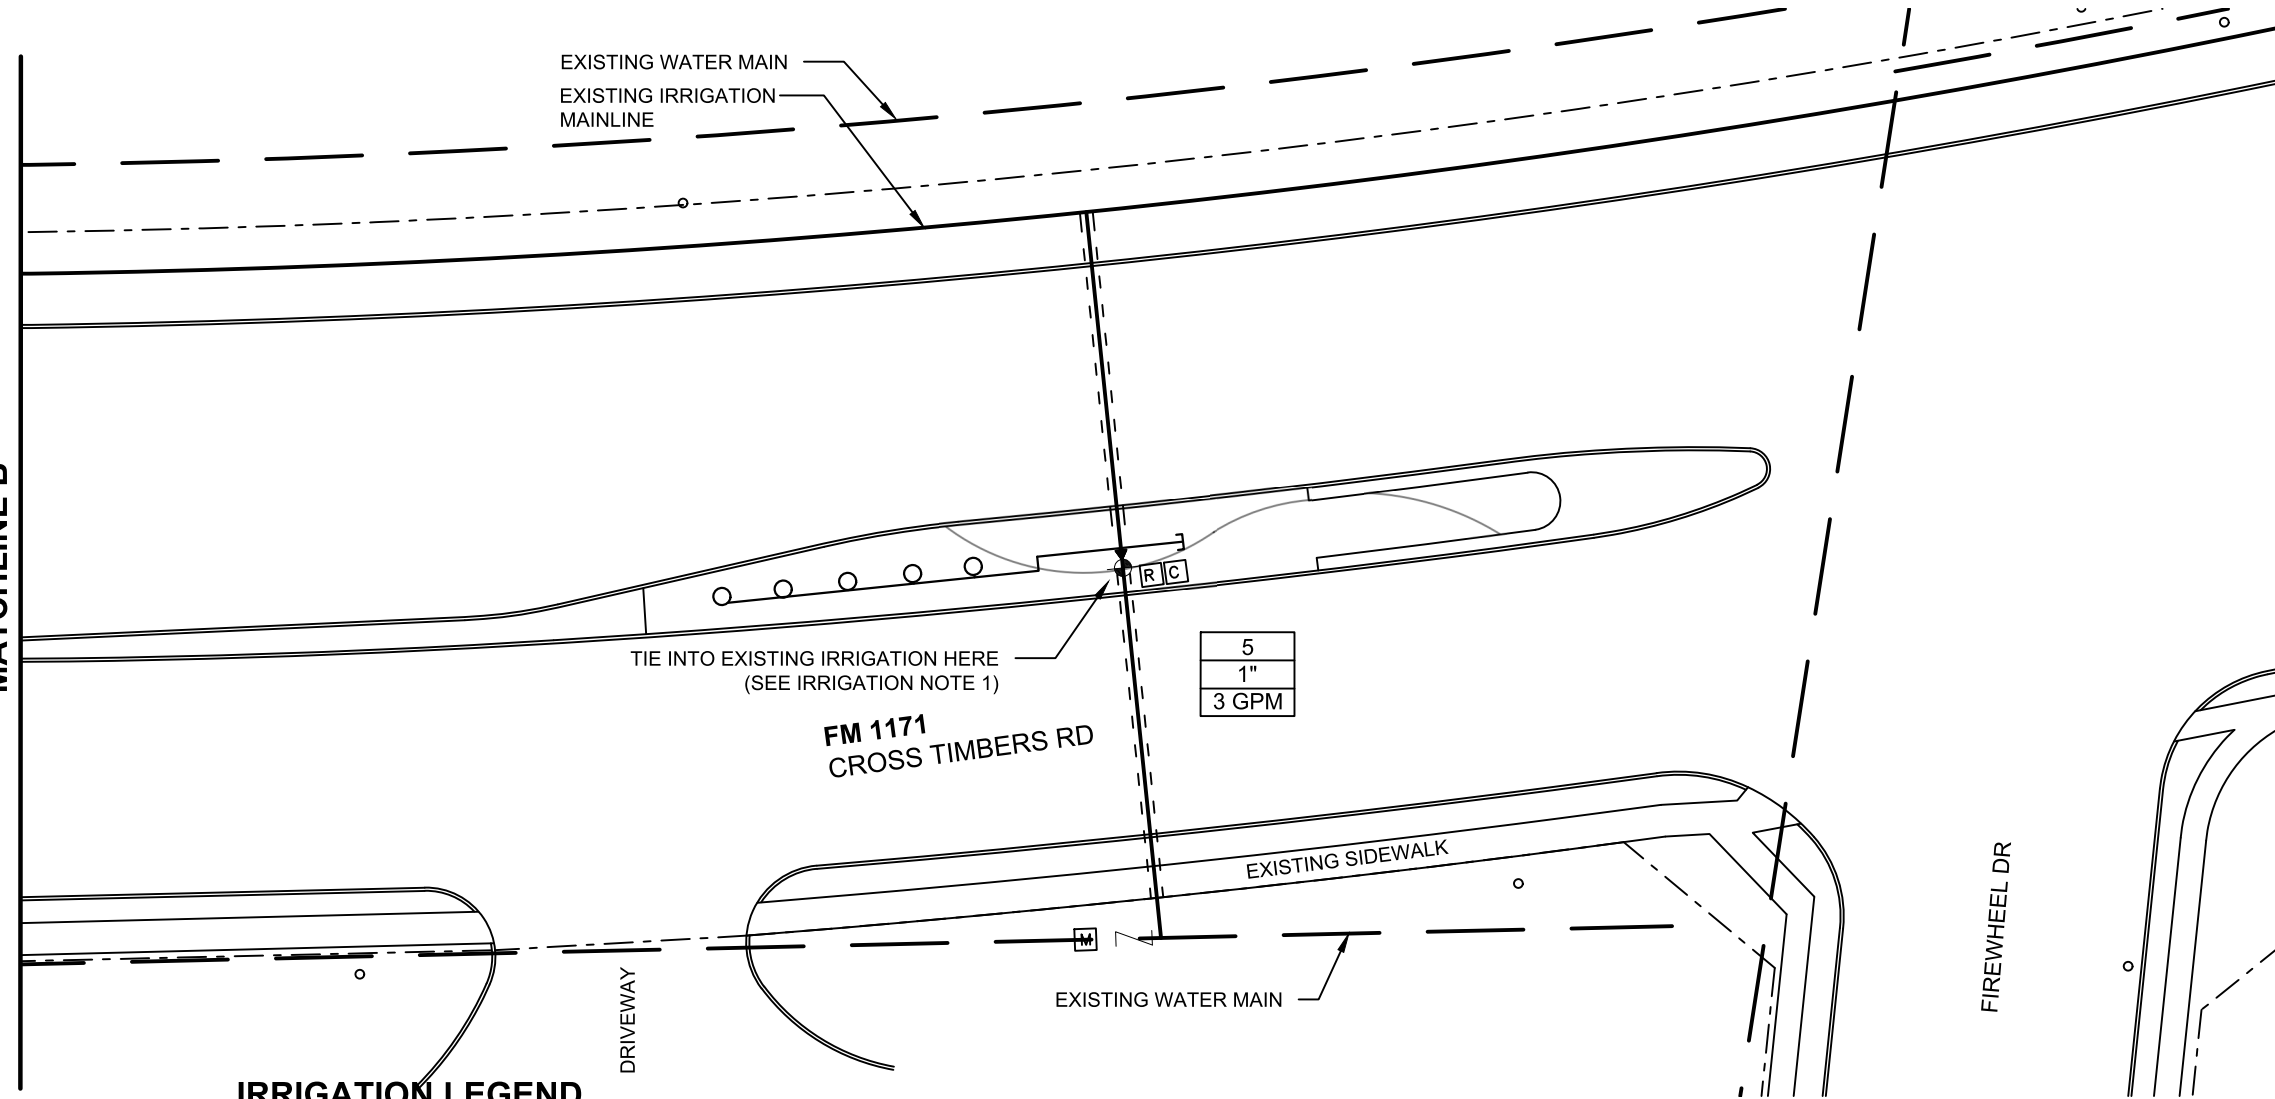 EXISTING WATER MAIN
EXISTING IRRIGATION
MAINLINE
R
C
TIE INTO EXISTING IRRIGATION HERE
(SEE IRRIGATION NOTE 1)
5
1"
3 GPM
FM 1171
CROSS TIMBERS RD
EXISTING SIDEWALK
M
EXISTING WATER MAIN
DRIVEWAY
FIREWHEEL DR
IRRIGATION LEGEND